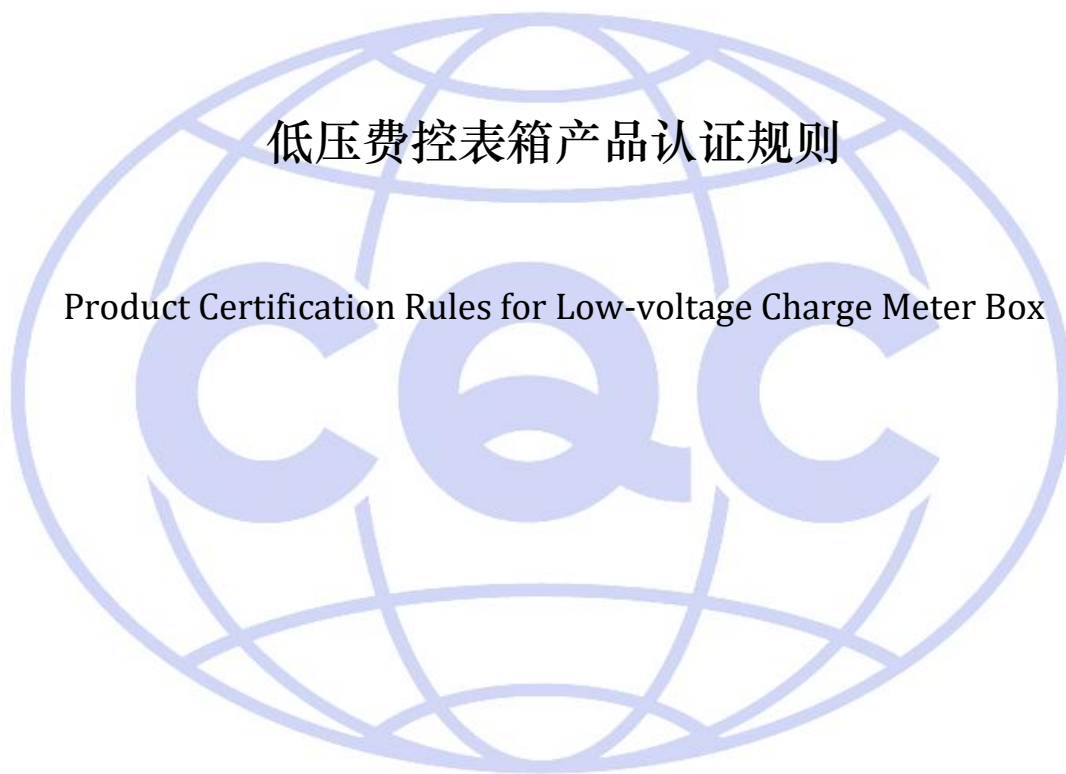 低压费控表箱产品认证规则
Product Certification Rules for Low-voltage Charge Meter Box
CQC